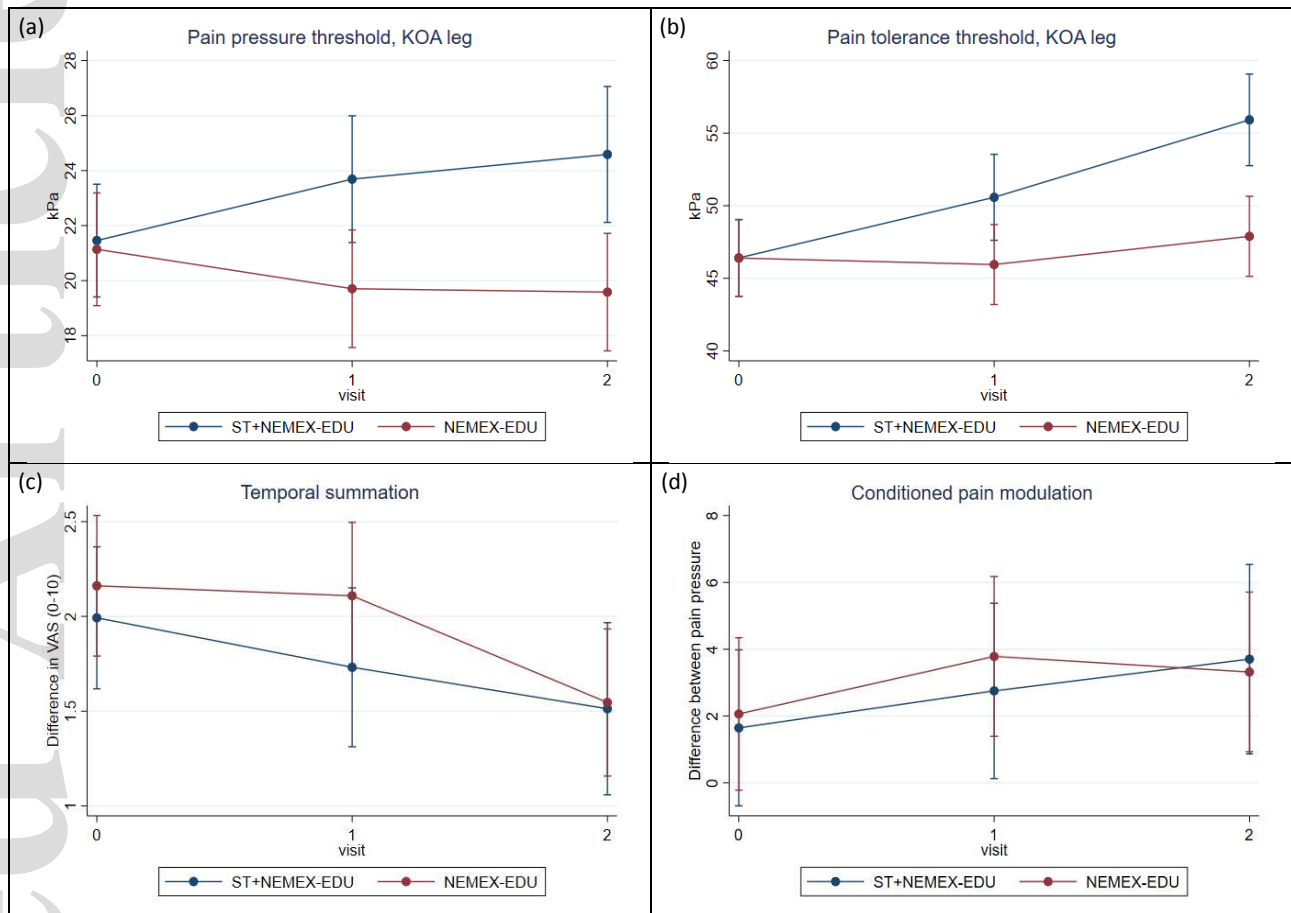 (a)
Pain pressure threshold, KOA leg
kPa
28
26
24
22
20
18
0 1 2
visit
ST+NEMEX-EDU NEMEX-EDU
(b)
Pain tolerance threshold, KOA leg
kPa
60
55
50
45
40
0 1 2
visit
ST+NEMEX-EDU NEMEX-EDU
(c)
Temporal summation
Difference in VAS (0-10)
2.5
2
1.5
1
0 1 2
visit
ST+NEMEX-EDU NEMEX-EDU
(d)
Conditioned pain modulation
Difference between pain pressure
8
6
4
2
0
0 1 2
visit
ST+NEMEX-EDU NEMEX-EDU